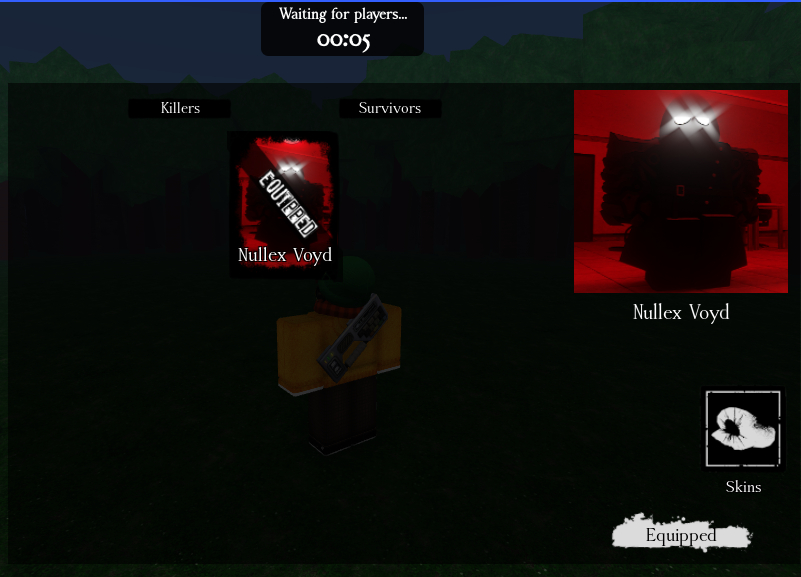 Waiting for players...
00:05
Killers
Survivors
EQUIPPED
Nullex Voyd
Nullex Voyd
Skins
Equipped